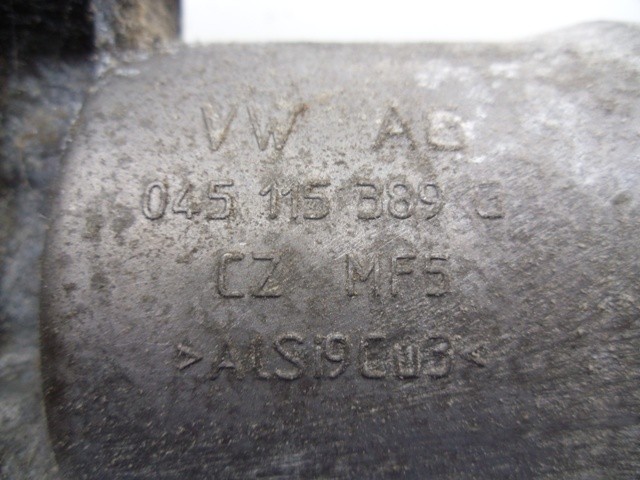 VW AG
045 115 389 G
CZ MF5
>AlSi9Cu3<